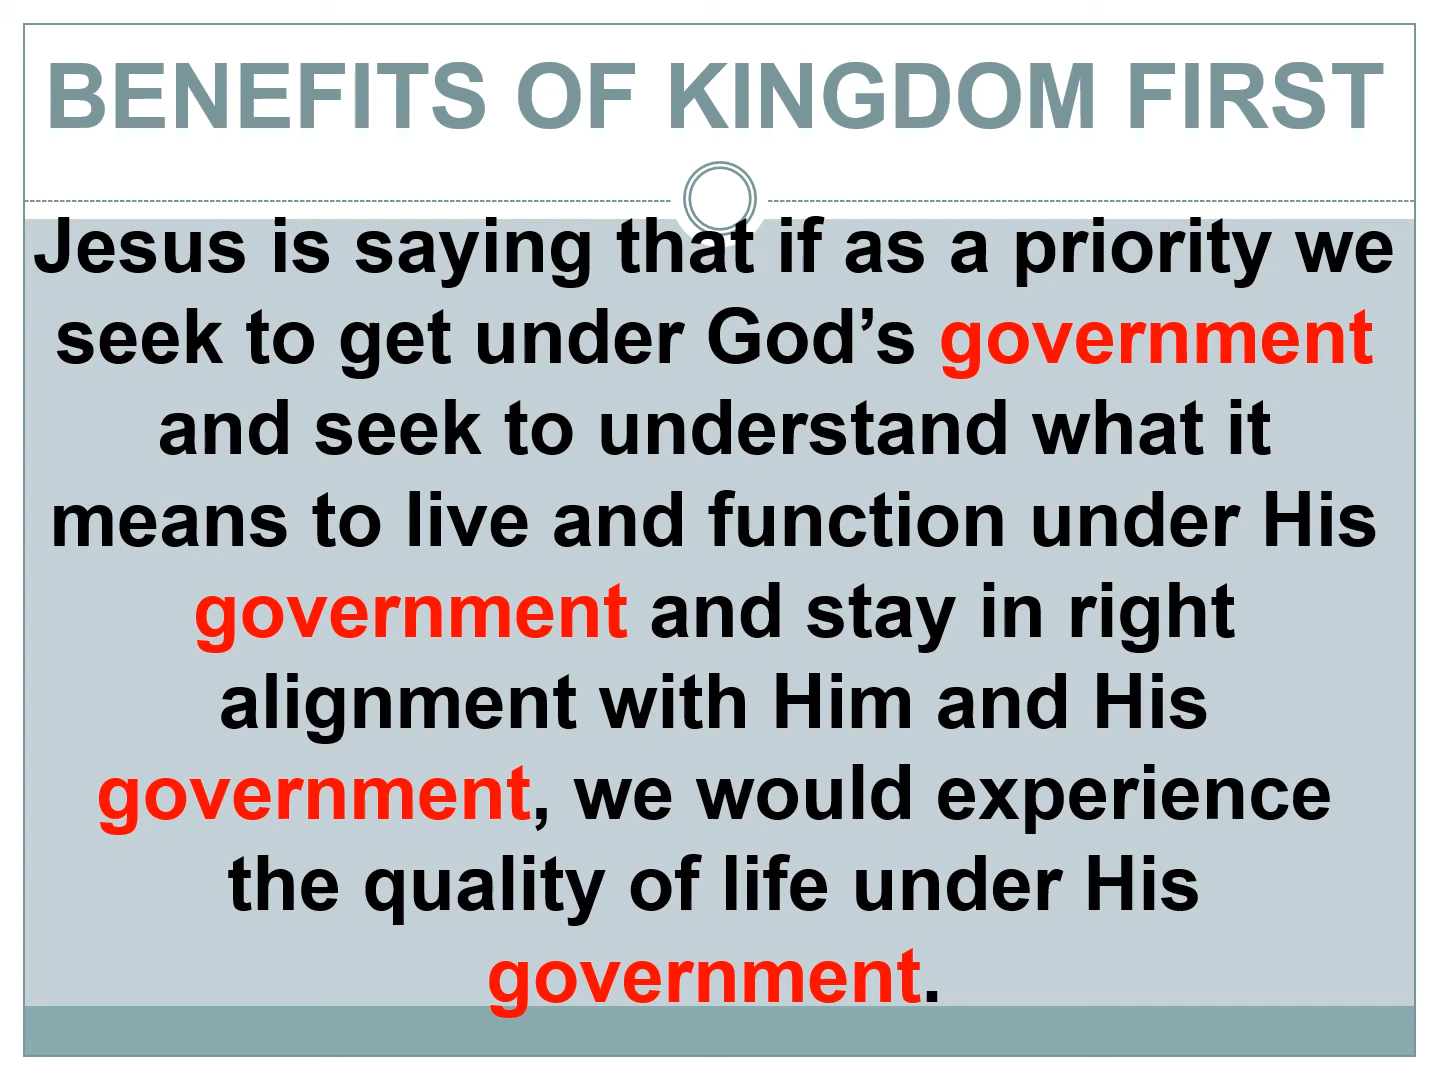 BENEFITS OF KINGDOM FIRST
Jesus is saying that if as a priority we
seek to get under God’s government
and seek to understand what it
means to live and function under His
government and stay in right
alignment with Him and His
government, we would experience
the quality of life under His
government.